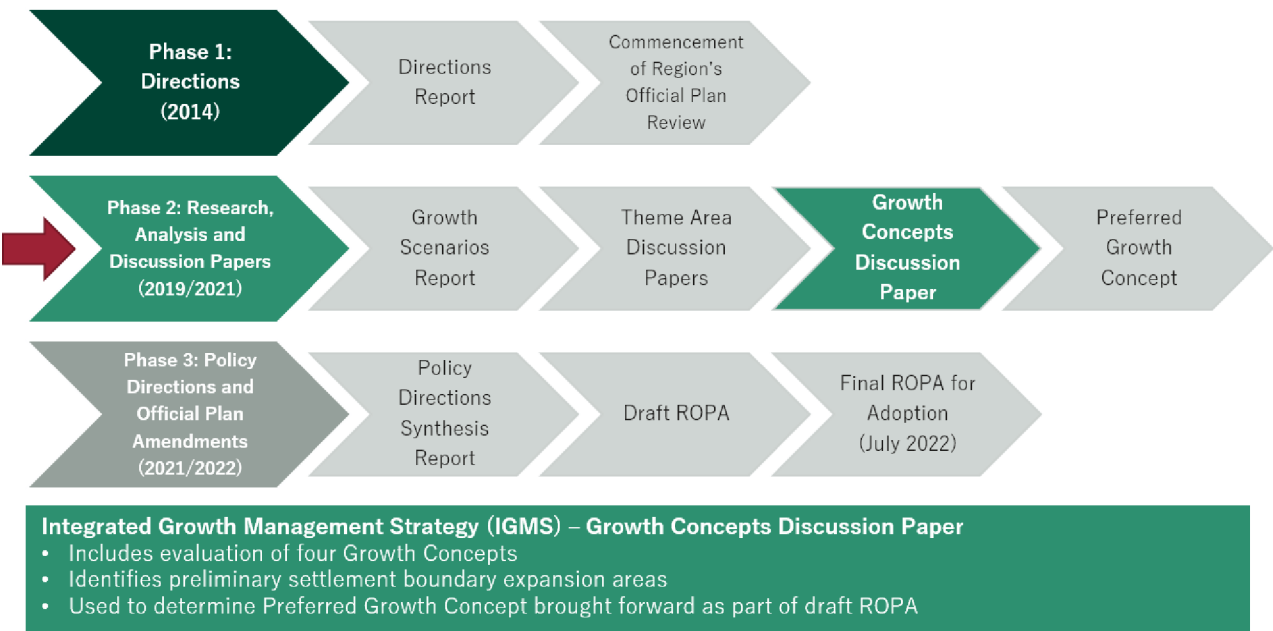 Phase 1:
Directions
(2014)
Directions
Report
Commencement
of Region's
Official Plan
Review
Phase 2: Research,
Analysis and
Discussion Papers
(2019/2021)
Growth
Scenarios
Report
Theme Area
Discussion
Papers
Growth
Concepts
Discussion
Paper
Preferred
Growth
Concept
Phase 3: Policy
Directions and
Official Plan
Amendments
(2021/2022)
Policy
Directions
Synthesis
Report
Draft ROPA
Final ROPA for
Adoption
(July 2022)
Integrated Growth Management Strategy (IGMS) – Growth Concepts Discussion Paper
• Includes evaluation of four Growth Concepts
• Identifies preliminary settlement boundary expansion areas
• Used to determine Preferred Growth Concept brought forward as part of draft ROPA